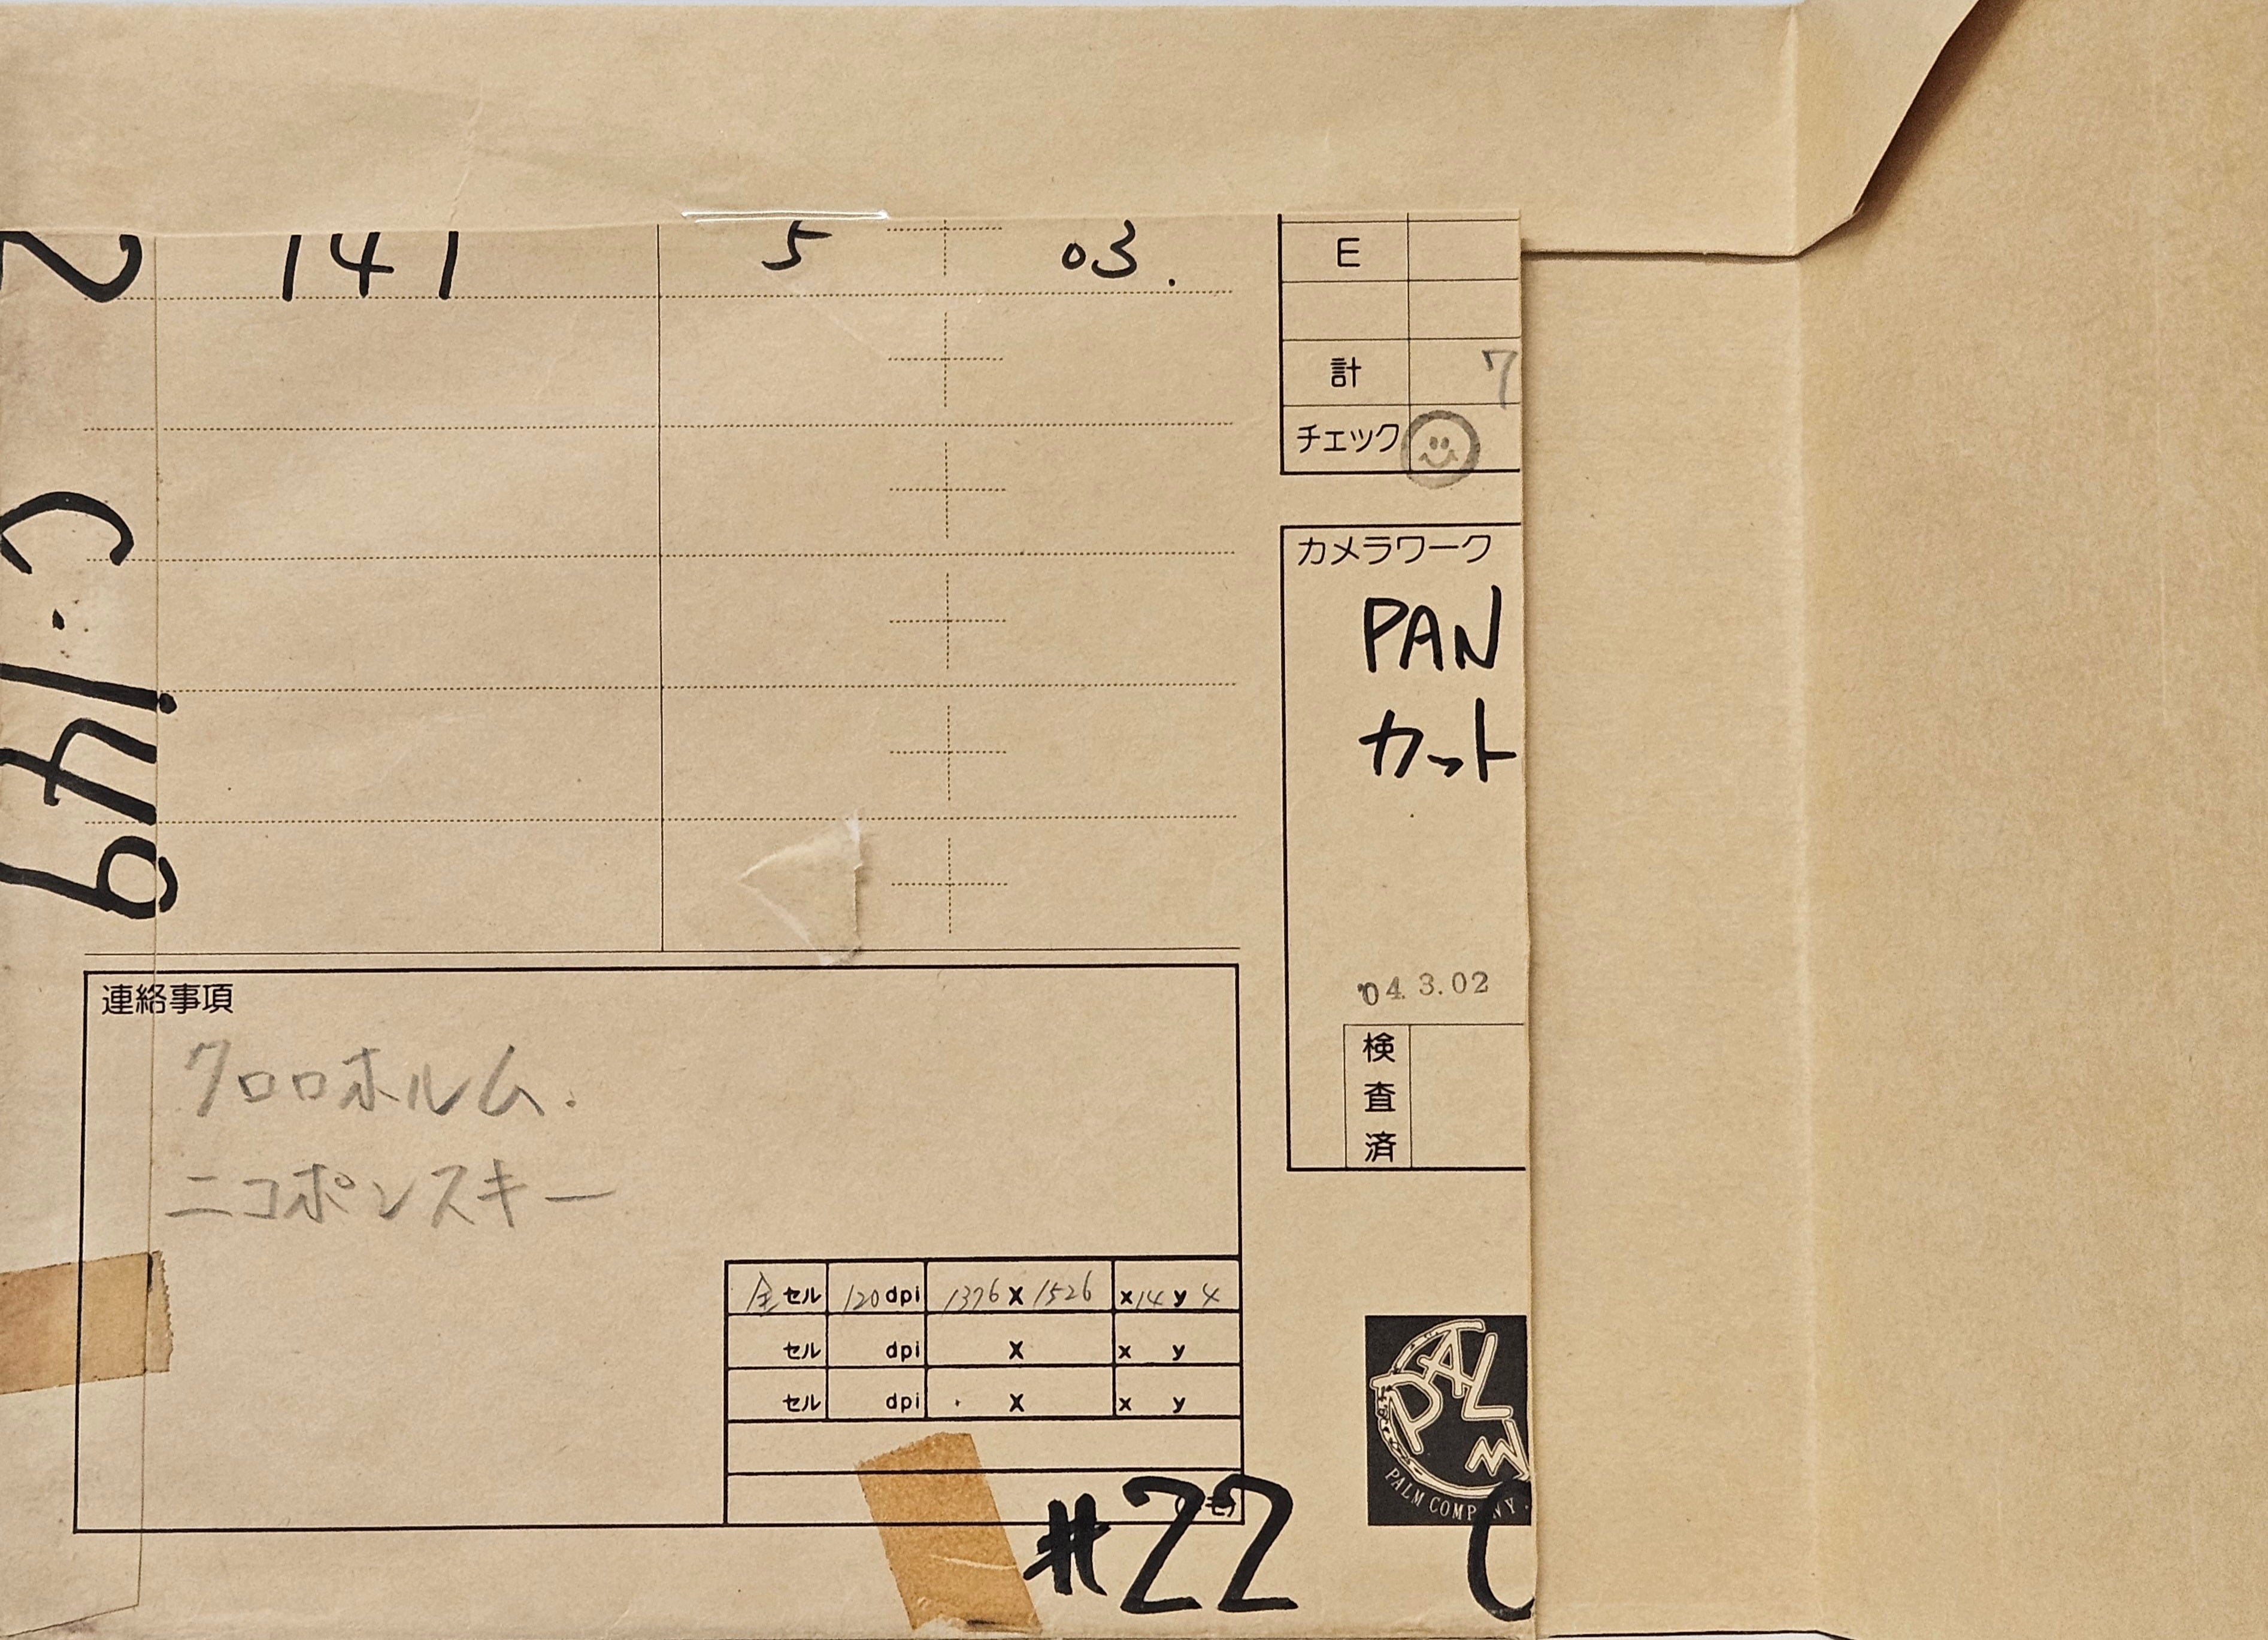 2 C.149
141 5 03.
E
計 7
チェック
カメラワーク
PAN
カット
'04.3.02
検査済
連絡事項
クロロホルム.
ニコポンスキー
全セル 120dpi 1376 x 1526 x14 y 4
セル dpi x x y
セル dpi x x y
#22 C
PALM
PALM COMPANY